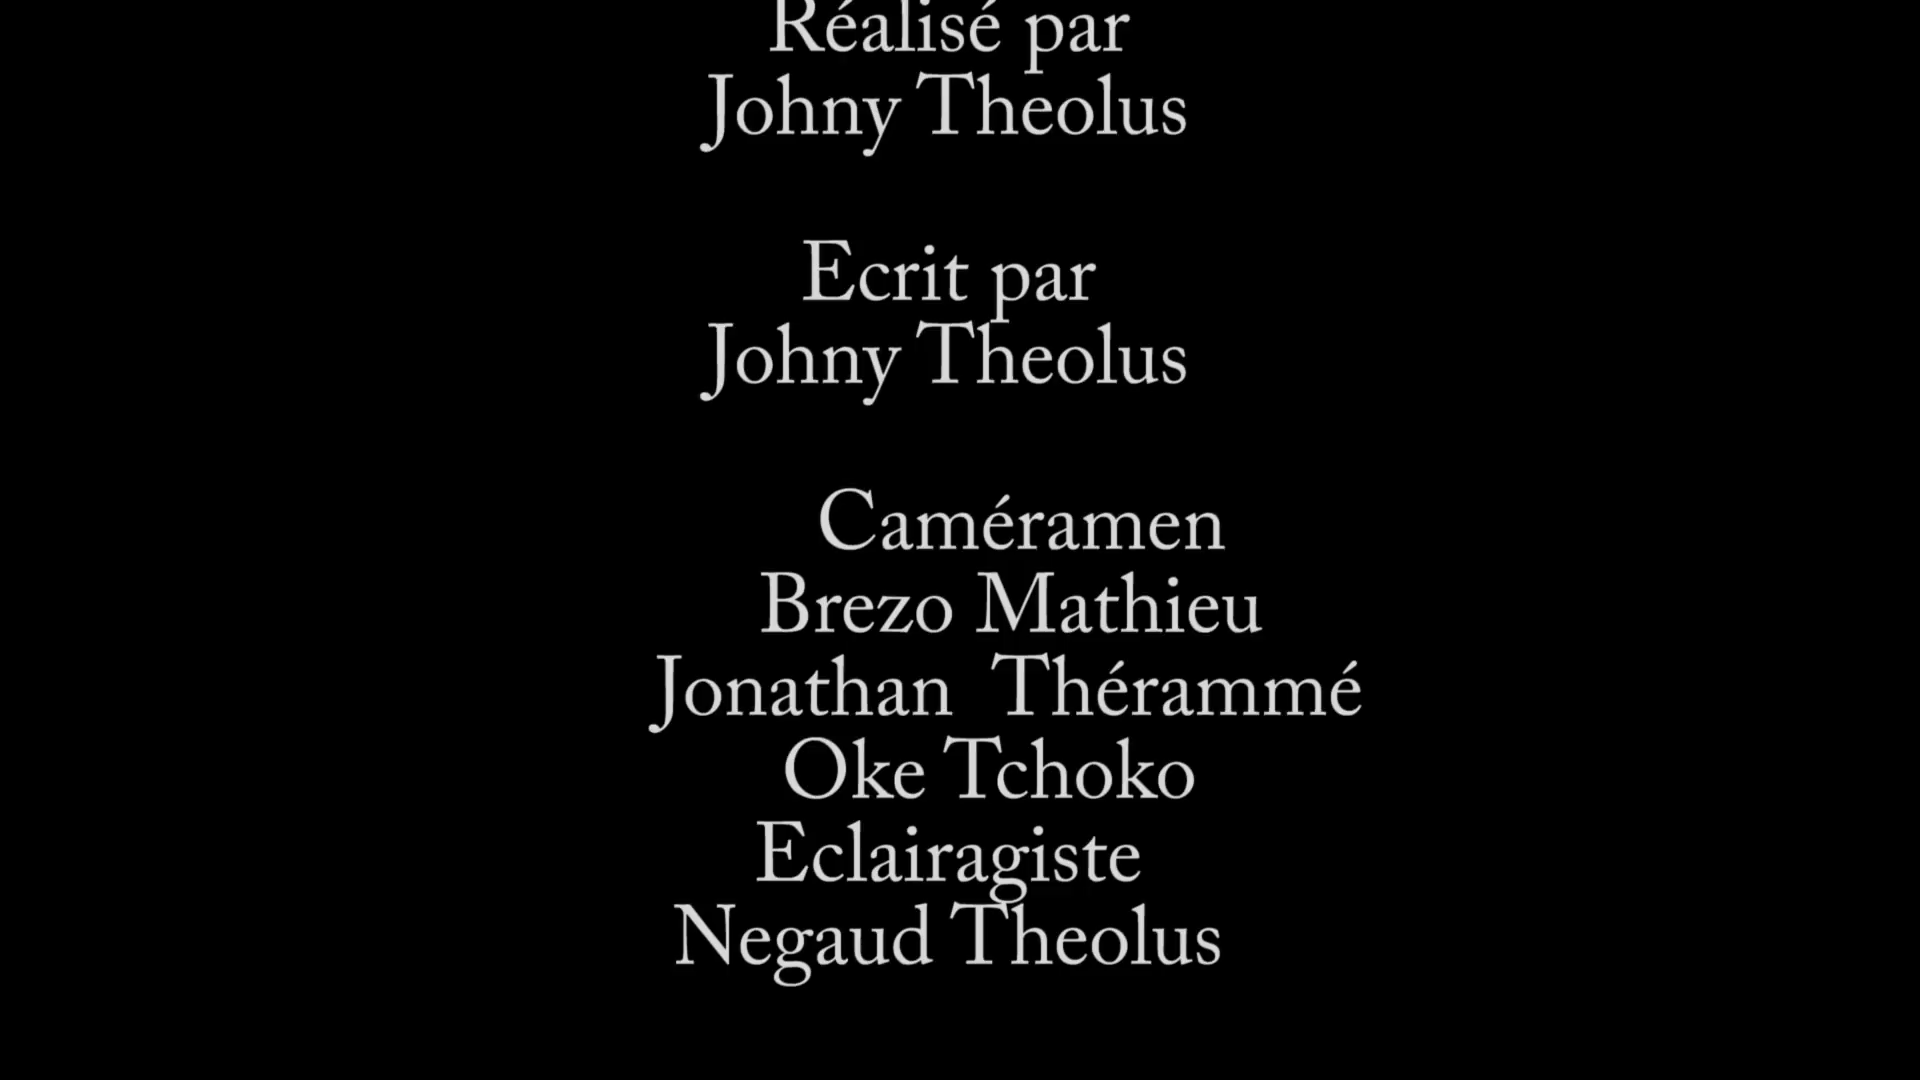 Réalisé par
Johny Theolus
Ecrit par
Johny Theolus
Caméramen
Brezo Mathieu
Jonathan Thérammé
Oke Tchoko
Eclairagiste
Negaud Theolus